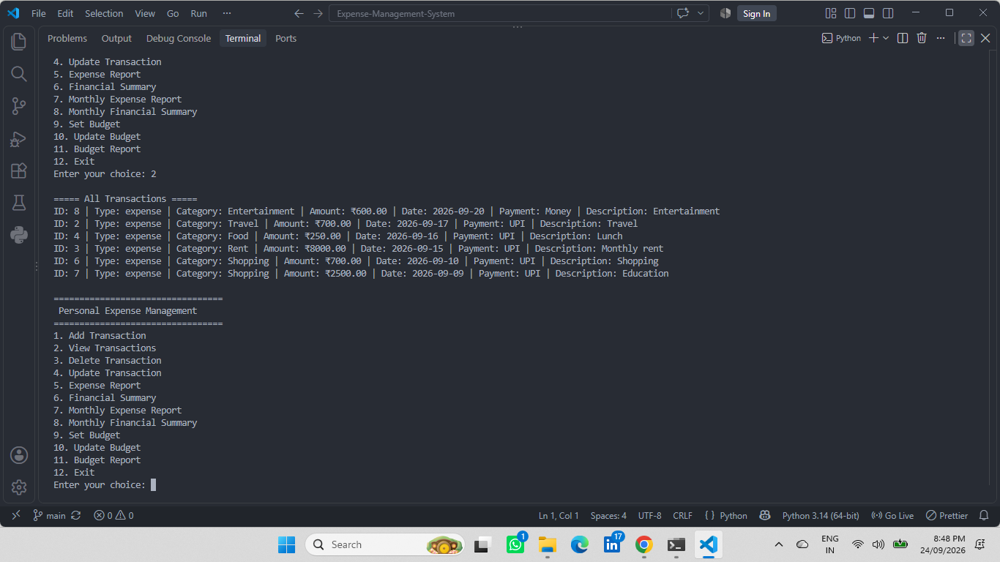 File Edit Selection View Go Run ··· Expense-Management-System Sign In
Problems Output Debug Console Terminal Ports Python
4. Update Transaction
5. Expense Report
6. Financial Summary
7. Monthly Expense Report
8. Monthly Financial Summary
9. Set Budget
10. Update Budget
11. Budget Report
12. Exit
Enter your choice: 2
===== All Transactions =====
ID: 8 | Type: expense | Category: Entertainment | Amount: ₹600.00 | Date: 2026-09-20 | Payment: Money | Description: Entertainment
ID: 2 | Type: expense | Category: Travel | Amount: ₹700.00 | Date: 2026-09-17 | Payment: UPI | Description: Travel
ID: 4 | Type: expense | Category: Food | Amount: ₹250.00 | Date: 2026-09-16 | Payment: UPI | Description: Lunch
ID: 3 | Type: expense | Category: Rent | Amount: ₹8000.00 | Date: 2026-09-15 | Payment: UPI | Description: Monthly rent
ID: 6 | Type: expense | Category: Shopping | Amount: ₹700.00 | Date: 2026-09-10 | Payment: UPI | Description: Shopping
ID: 7 | Type: expense | Category: Shopping | Amount: ₹2500.00 | Date: 2026-09-09 | Payment: UPI | Description: Education
=================================
Personal Expense Management
=================================
1. Add Transaction
2. View Transactions
3. Delete Transaction
4. Update Transaction
5. Expense Report
6. Financial Summary
7. Monthly Expense Report
8. Monthly Financial Summary
9. Set Budget
10. Update Budget
11. Budget Report
12. Exit
Enter your choice:
main 0 0 Ln 1, Col 1 Spaces: 4 UTF-8 CRLF { } Python Python 3.14 (64-bit) Go Live Prettier
Search 1 17 ENG 8:48 PM
IN 24/09/2026